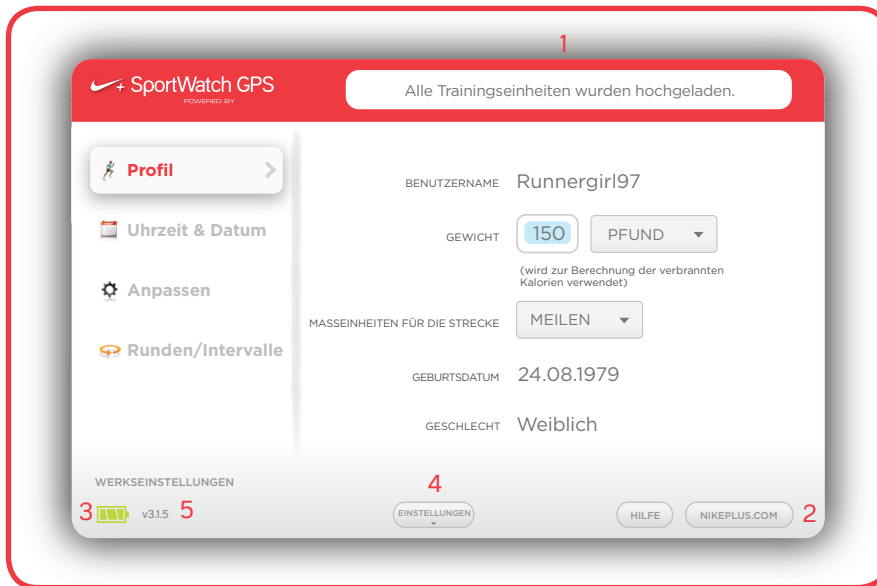 1
+ SportWatch GPS
POWERED BY
Alle Trainingseinheiten wurden hochgeladen.
Profil
Uhrzeit & Datum
Anpassen
Runden/Intervalle
BENUTZERNAME Runnergirl97
GEWICHT 150 PFUND
(wird zur Berechnung der verbrannten
Kalorien verwendet)
MASSEINHEITEN FÜR DIE STRECKE MEILEN
GEBURTSDATUM 24.08.1979
GESCHLECHT Weiblich
WERKSEINSTELLUNGEN
4
3 v3.1.5 5 EINSTELLUNGEN HILFE NIKEPLUS.COM 2